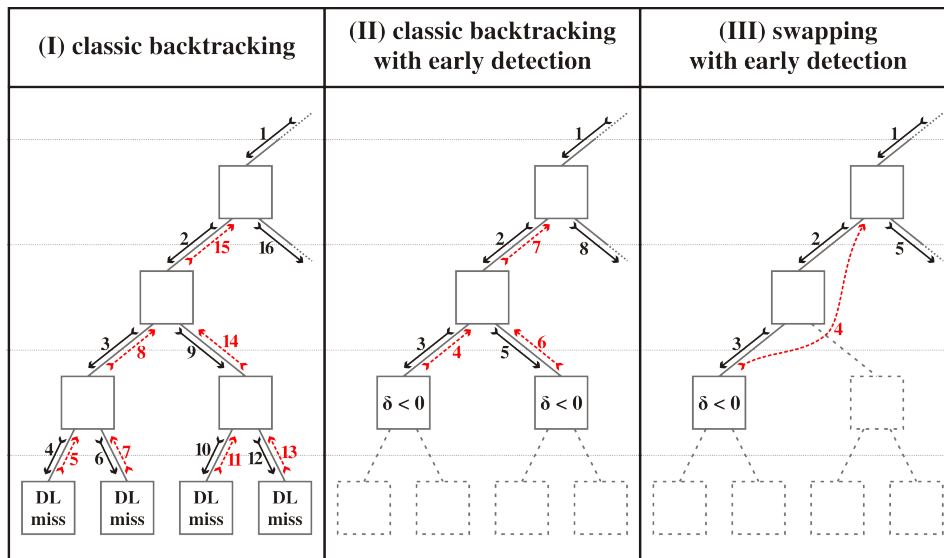 (I) classic backtracking
(II) classic backtracking
with early detection
(III) swapping
with early detection
1
2
15
16
3
8
9
14
4
5
6
7
10
11
12
13
DL
miss
DL
miss
DL
miss
DL
miss
1
2
7
8
3
4
5
6
δ < 0
δ < 0
1
2
5
3
4
δ < 0